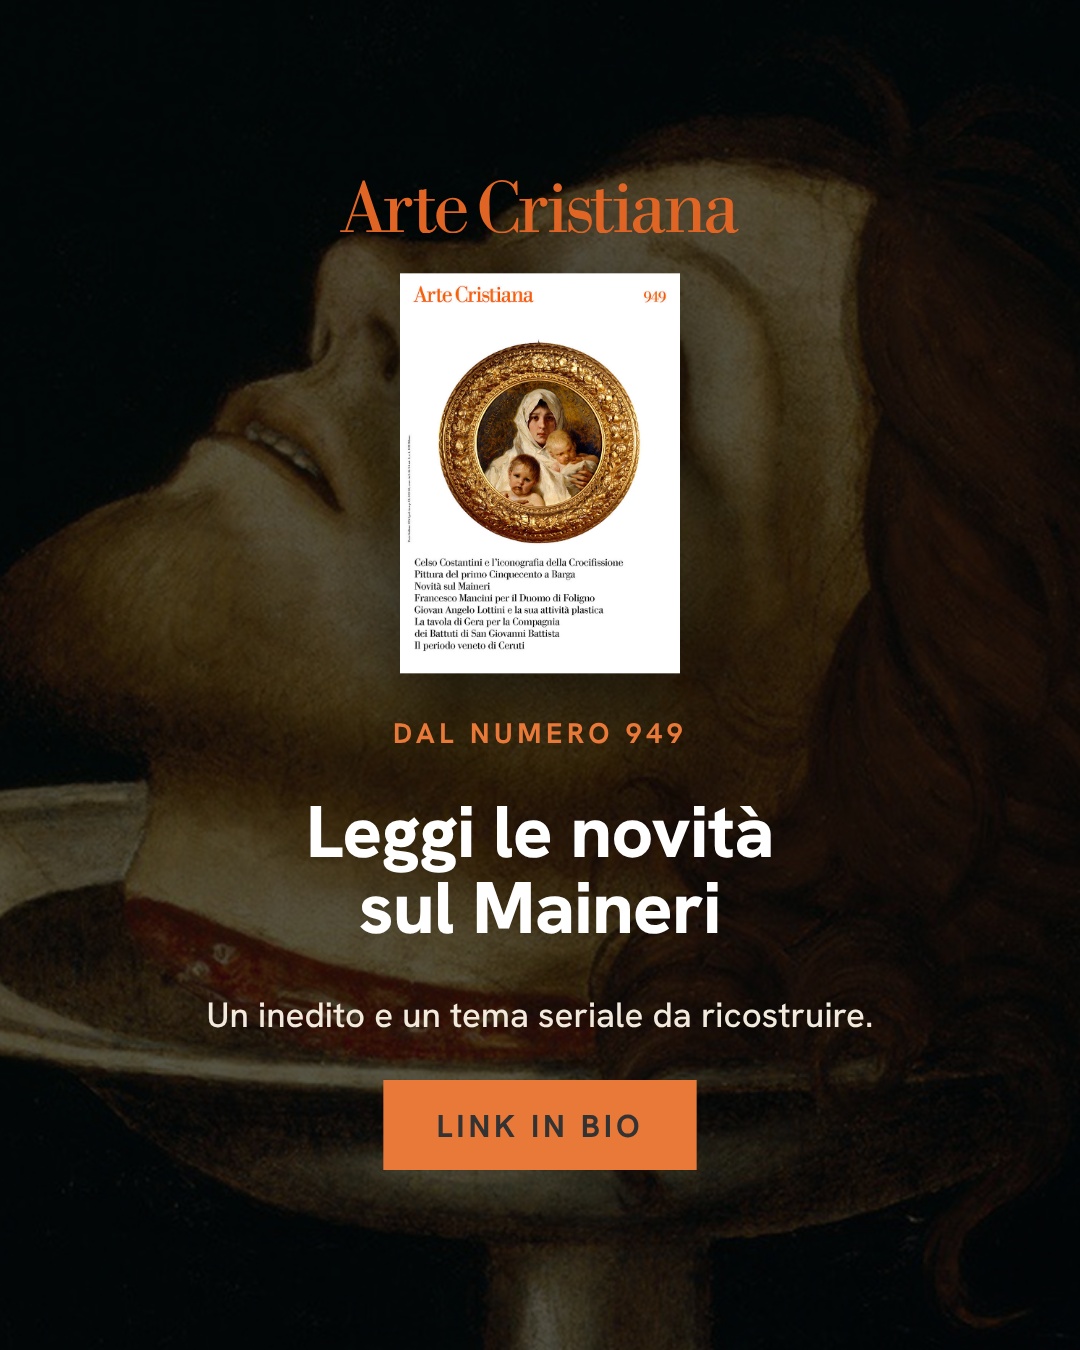 Arte Cristiana
Arte Cristiana 949
Celso Costantini e l'iconografia della Crocifissione
Pittura del primo Cinquecento a Barga
Novità sul Maineri
Francesco Mancini per il Duomo di Foligno
Giovan Angelo Lottini e la sua attività plastica
La tavola di Gera per la Compagnia
dei Battuti di San Giovanni Battista
Il periodo veneto di Ceruti
DAL NUMERO 949
Leggi le novità
sul Maineri
Un inedito e un tema seriale da ricostruire.
LINK IN BIO